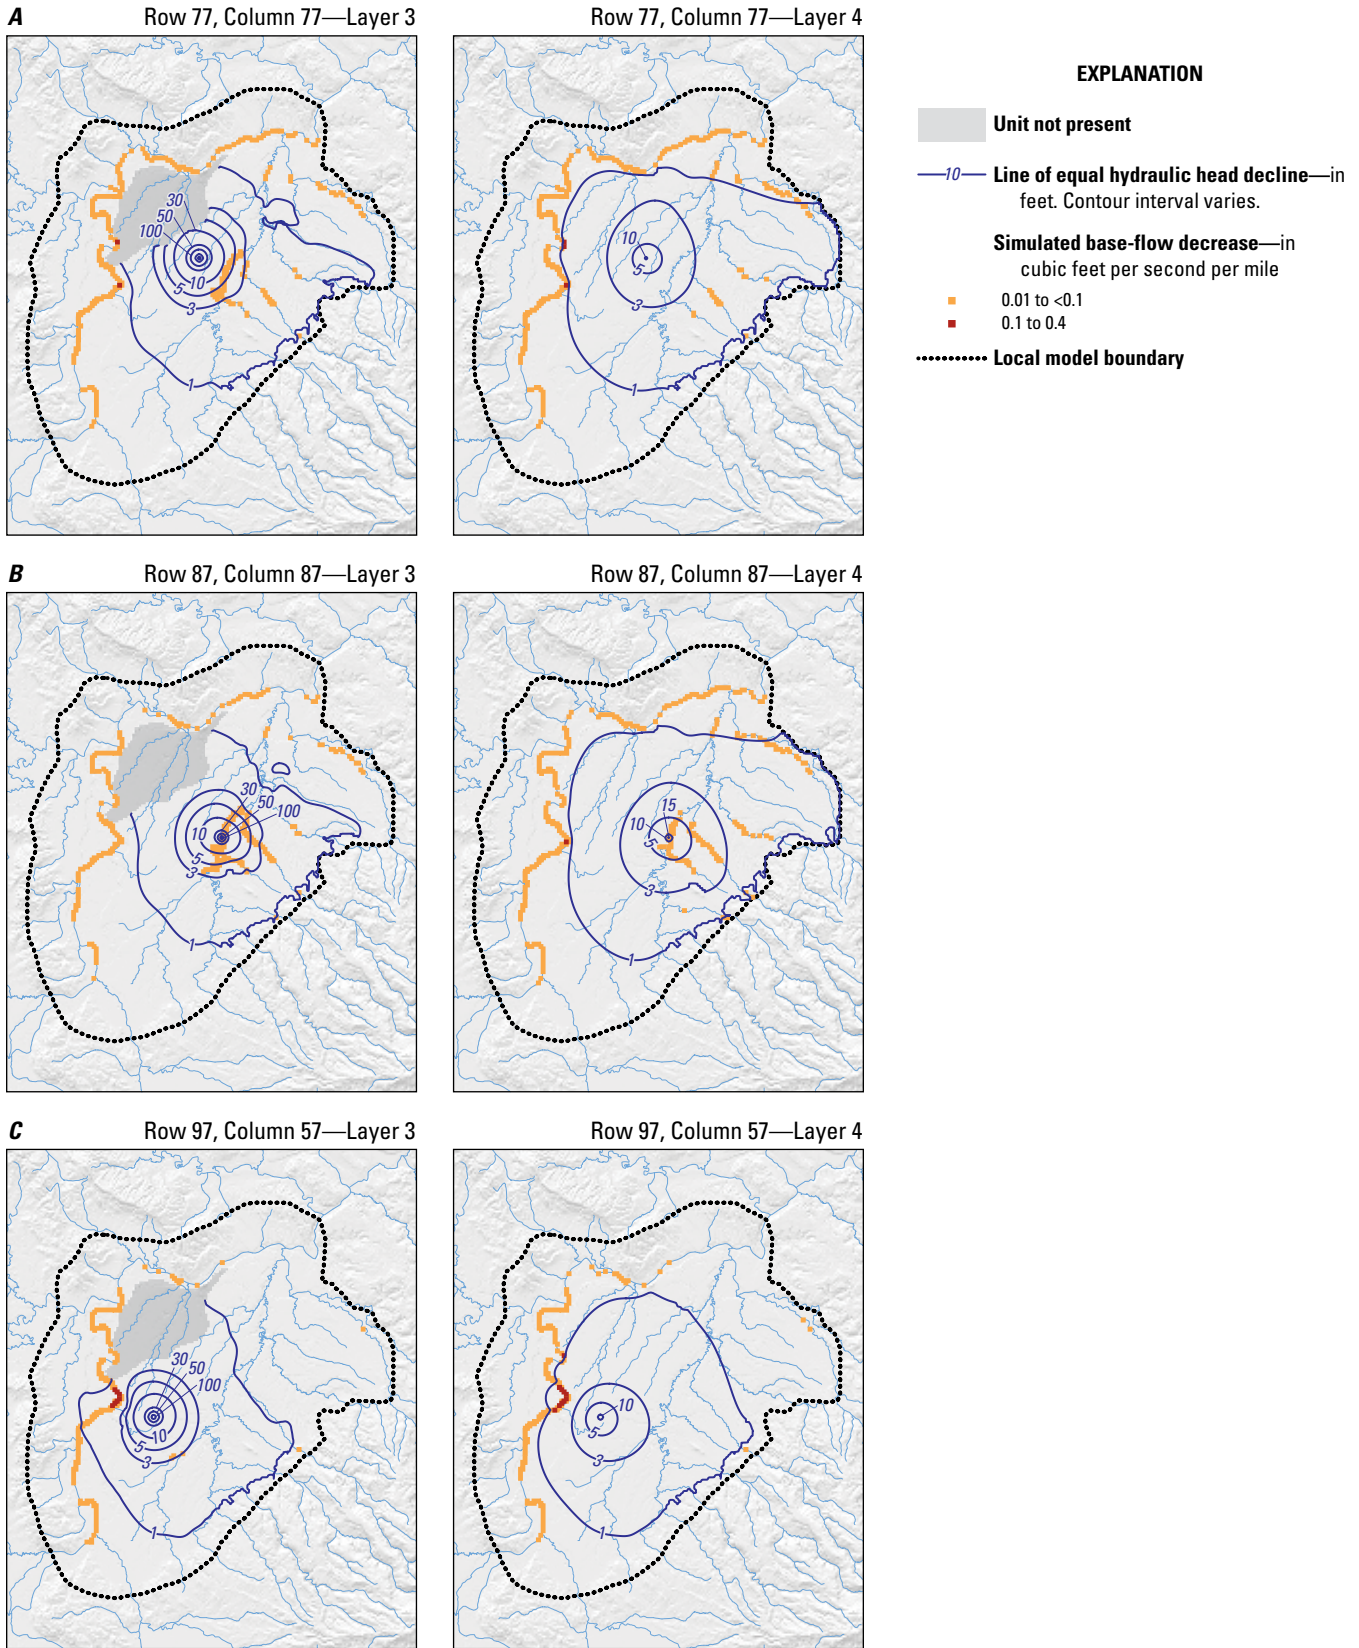 A Row 77, Column 77—Layer 3
Row 77, Column 77—Layer 4
30
50
100
10
5
3
1
10
5
3
1
EXPLANATION
Unit not present
10 Line of equal hydraulic head decline—in
feet. Contour interval varies.
Simulated base-flow decrease—in
cubic feet per second per mile
0.01 to <0.1
0.1 to 0.4
Local model boundary
B Row 87, Column 87—Layer 3
Row 87, Column 87—Layer 4
30
50
100
10
5
3
1
15
10
5
3
1
C Row 97, Column 57—Layer 3
Row 97, Column 57—Layer 4
30
50
100
10
5
3
1
10
5
3
1